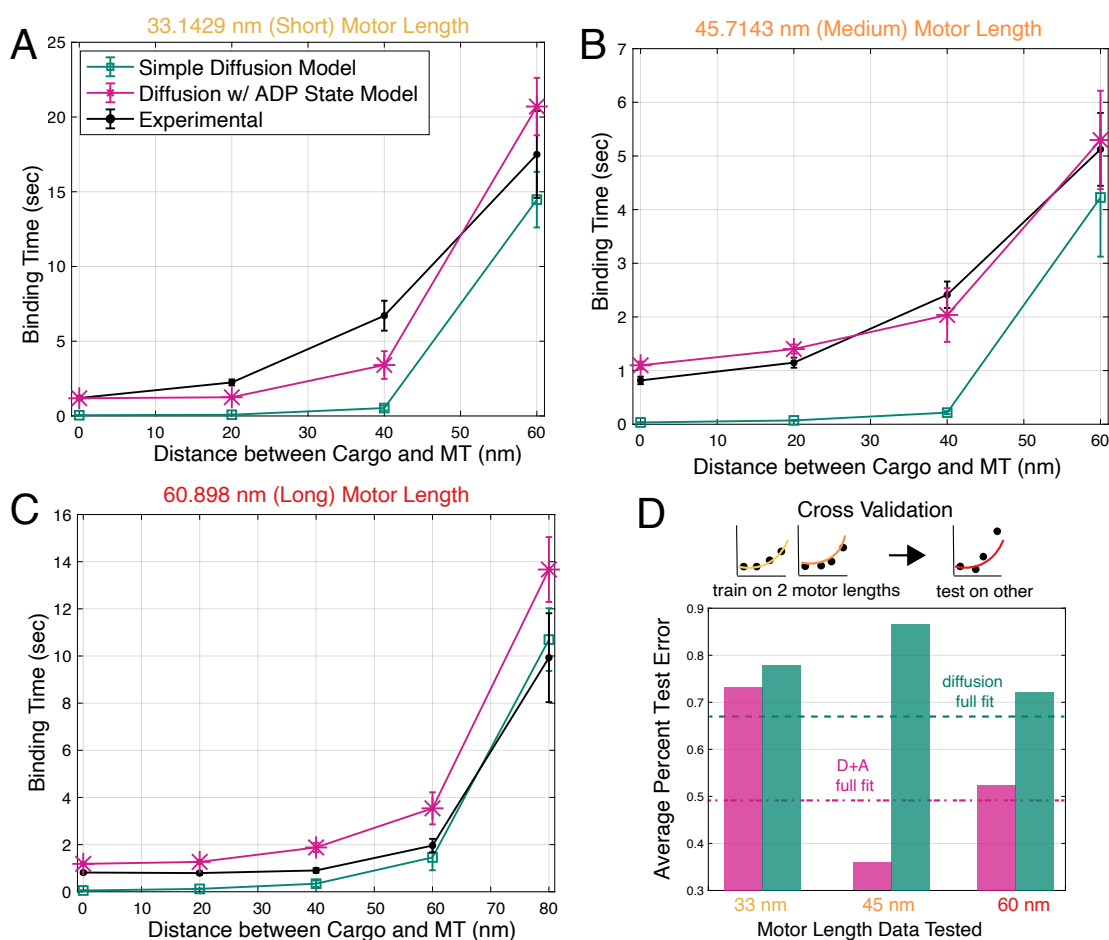 A
33.1429 nm (Short) Motor Length
25
20
15
10
5
0
Simple Diffusion Model
Diffusion w/ ADP State Model
Experimental
Binding Time (sec)
0 10 20 30 40 50 60
Distance between Cargo and MT (nm)
B
45.7143 nm (Medium) Motor Length
7
6
5
4
3
2
1
0
Binding Time (sec)
0 10 20 30 40 50 60
Distance between Cargo and MT (nm)
C
60.898 nm (Long) Motor Length
16
14
12
10
8
6
4
2
0
Binding Time (sec)
0 10 20 30 40 50 60 70 80
Distance between Cargo and MT (nm)
D
Cross Validation
train on 2 motor lengths
test on other
0.9
0.8
0.7
0.6
0.5
0.4
0.3
Average Percent Test Error
diffusion
full fit
D+A
full fit
33 nm 45 nm 60 nm
Motor Length Data Tested